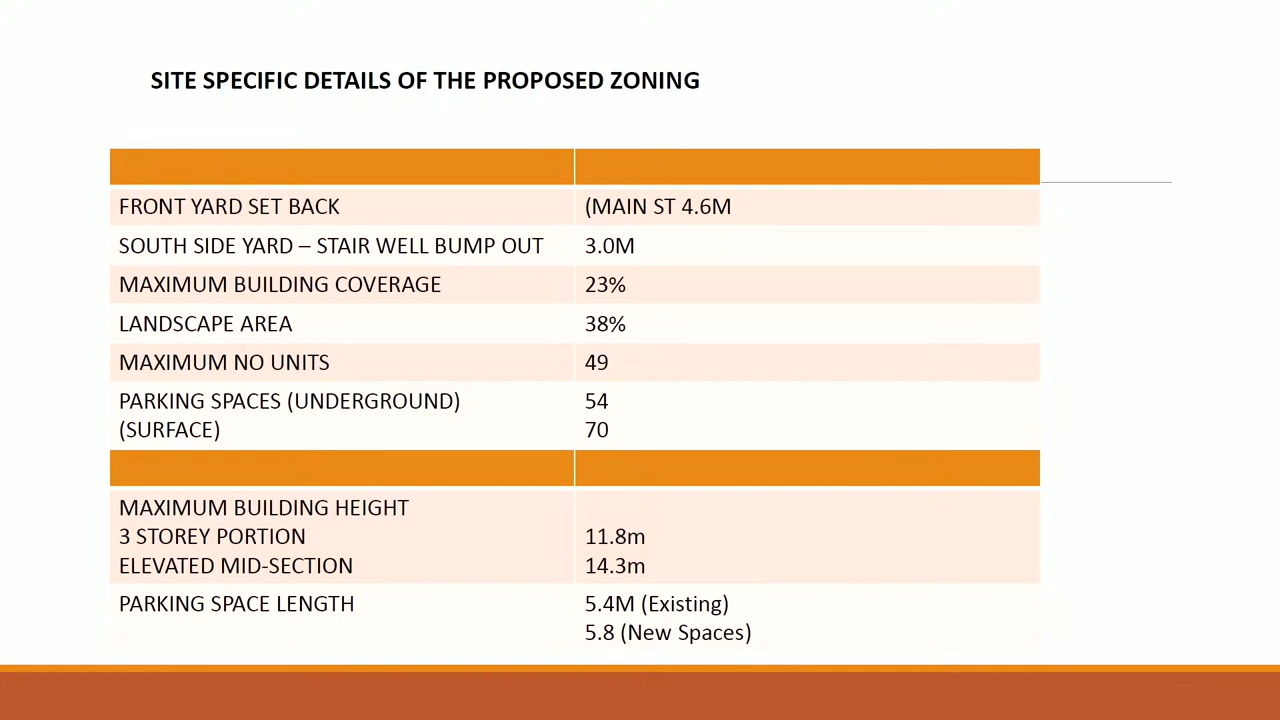 SITE SPECIFIC DETAILS OF THE PROPOSED ZONING
FRONT YARD SET BACK (MAIN ST 4.6M
SOUTH SIDE YARD – STAIR WELL BUMP OUT 3.0M
MAXIMUM BUILDING COVERAGE 23%
LANDSCAPE AREA 38%
MAXIMUM NO UNITS 49
PARKING SPACES (UNDERGROUND) 54
(SURFACE) 70
MAXIMUM BUILDING HEIGHT
3 STOREY PORTION 11.8m
ELEVATED MID-SECTION 14.3m
PARKING SPACE LENGTH 5.4M (Existing)
5.8 (New Spaces)